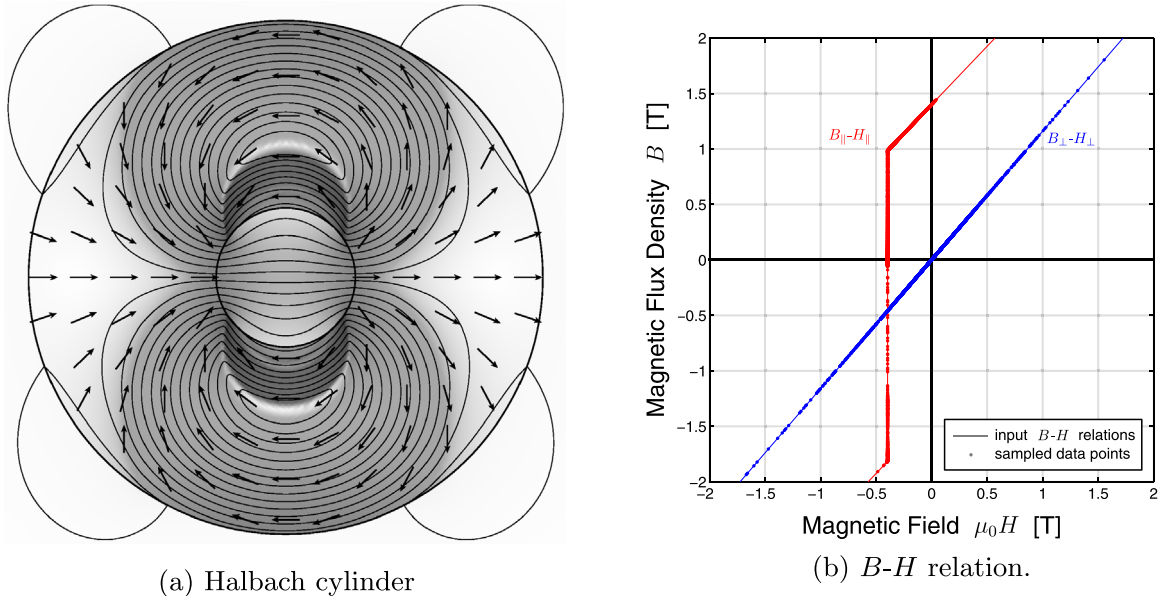 (a) Halbach cylinder
Magnetic Flux Density B [T]
2
1.5
1
0.5
0
−0.5
−1
−1.5
−2
B∥-H∥
B⊥-H⊥
input B-H relations
sampled data points
−2 −1.5 −1 −0.5 0 0.5 1 1.5 2
Magnetic Field μ₀H [T]
(b) B-H relation.